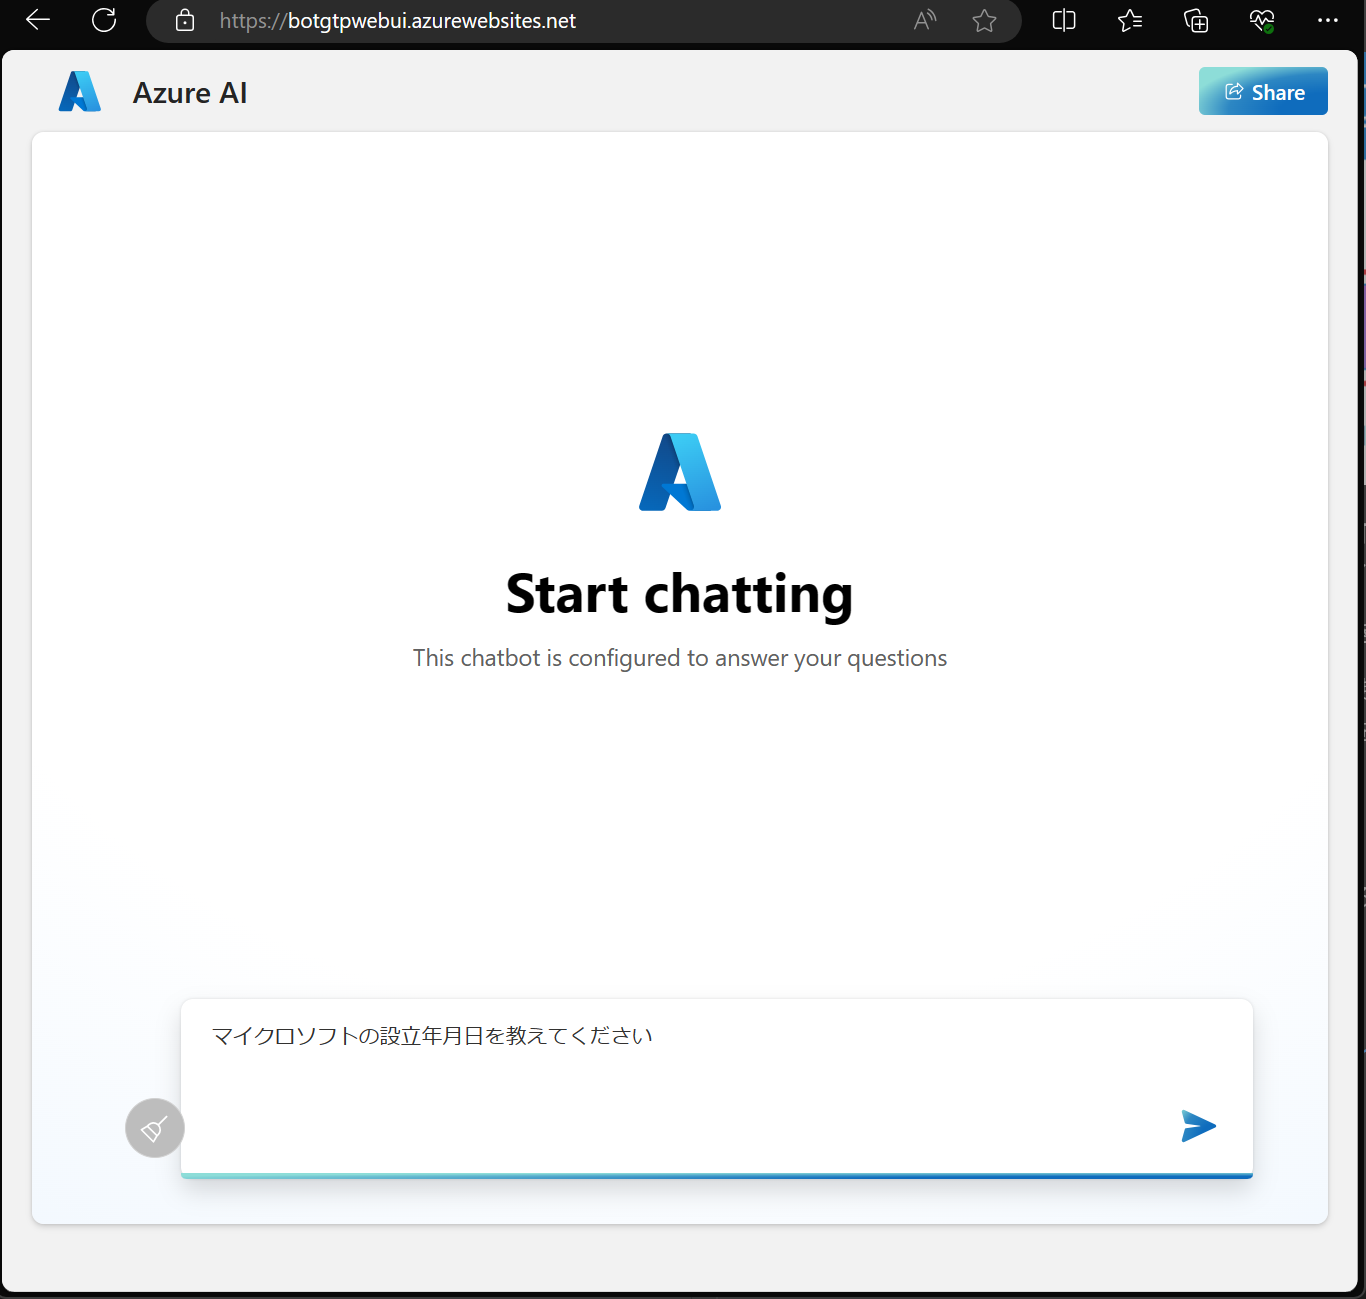 https://botgtpwebui.azurewebsites.net
Azure AI
Share
Start chatting
This chatbot is configured to answer your questions
マイクロソフトの設立年月日を教えてください